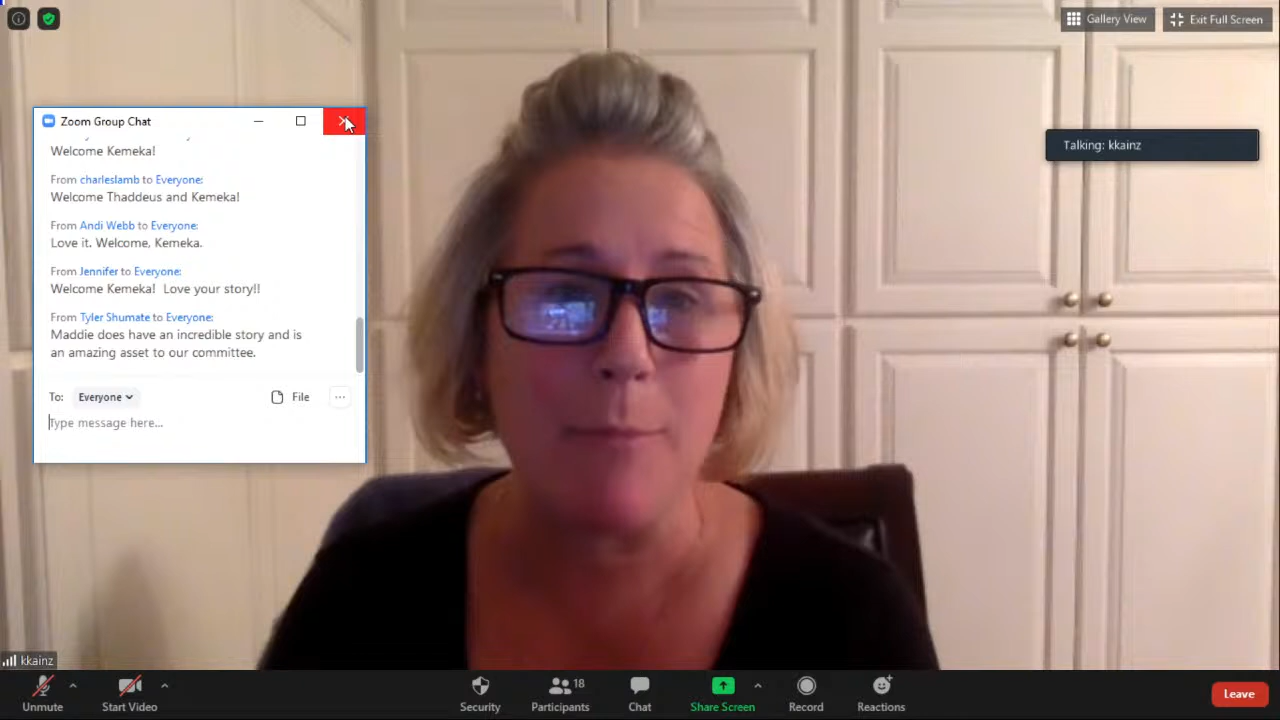 Gallery View
Exit Full Screen
Zoom Group Chat
Welcome Kemeka!
From charleslamb to Everyone:
Welcome Thaddeus and Kemeka!
From Andi Webb to Everyone:
Love it. Welcome, Kemeka.
From Jennifer to Everyone:
Welcome Kemeka!  Love your story!!
From Tyler Shumate to Everyone:
Maddie does have an incredible story and is
an amazing asset to our committee.
To: Everyone
File
Type message here...
Talking: kkainz
kkainz
Unmute
Start Video
Security
18
Participants
Chat
Share Screen
Record
Reactions
Leave